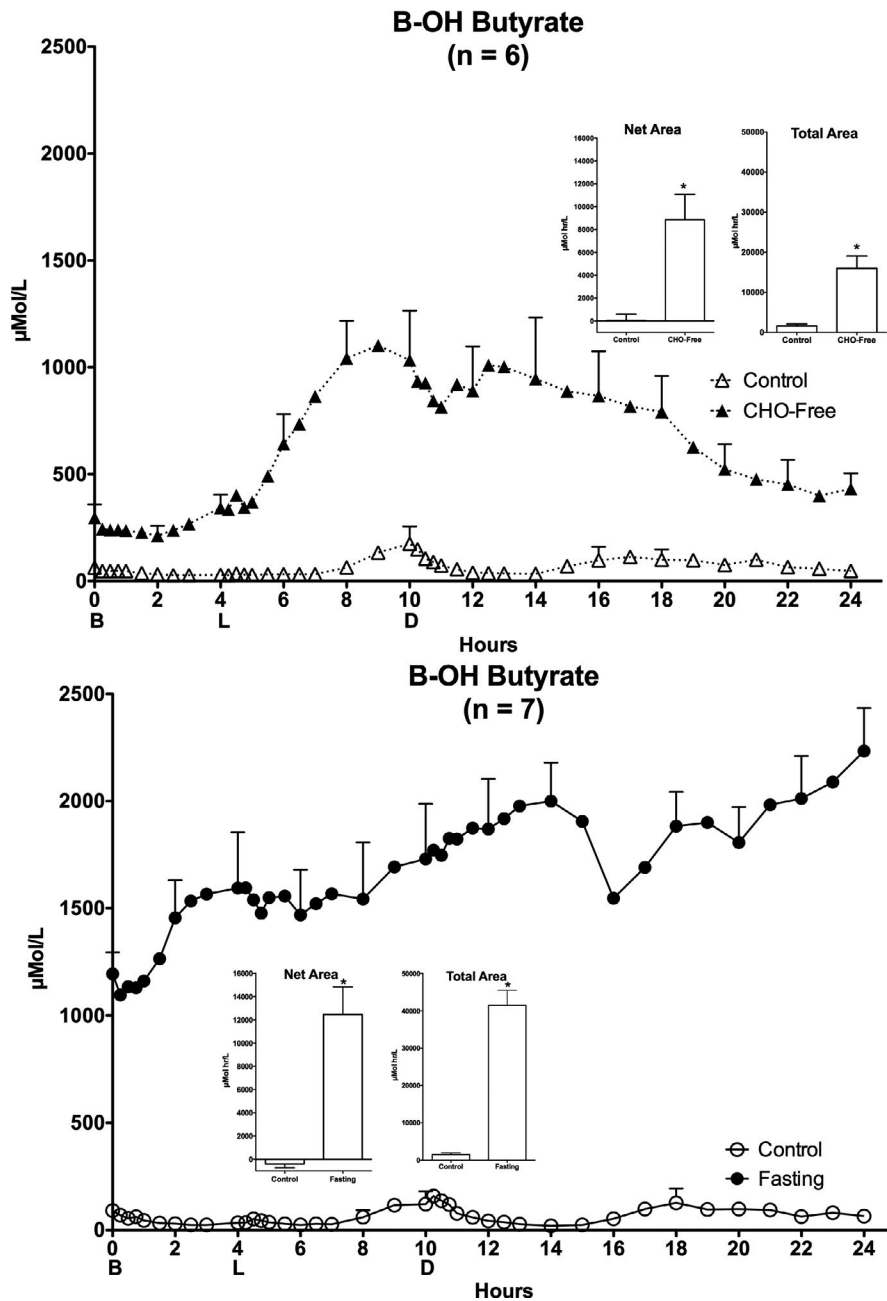 B-OH Butyrate
(n = 6)
2500
2000
1500
1000
500
0
µMol/L
0 2 4 6 8 10 12 14 16 18 20 22 24
B L D
Hours
Net Area
16000
14000
12000
10000
8000
6000
4000
2000
0
µMol hr/L
*
Control CHO-Free
Total Area
50000
40000
30000
20000
10000
0
µMol hr/L
*
Control CHO-Free
Control
CHO-Free
B-OH Butyrate
(n = 7)
2500
2000
1500
1000
500
0
µMol/L
0 2 4 6 8 10 12 14 16 18 20 22 24
B L D
Hours
Net Area
16000
14000
12000
10000
8000
6000
4000
2000
0
µMol hr/L
*
Control Fasting
Total Area
50000
40000
30000
20000
10000
0
µMol hr/L
*
Control Fasting
Control
Fasting